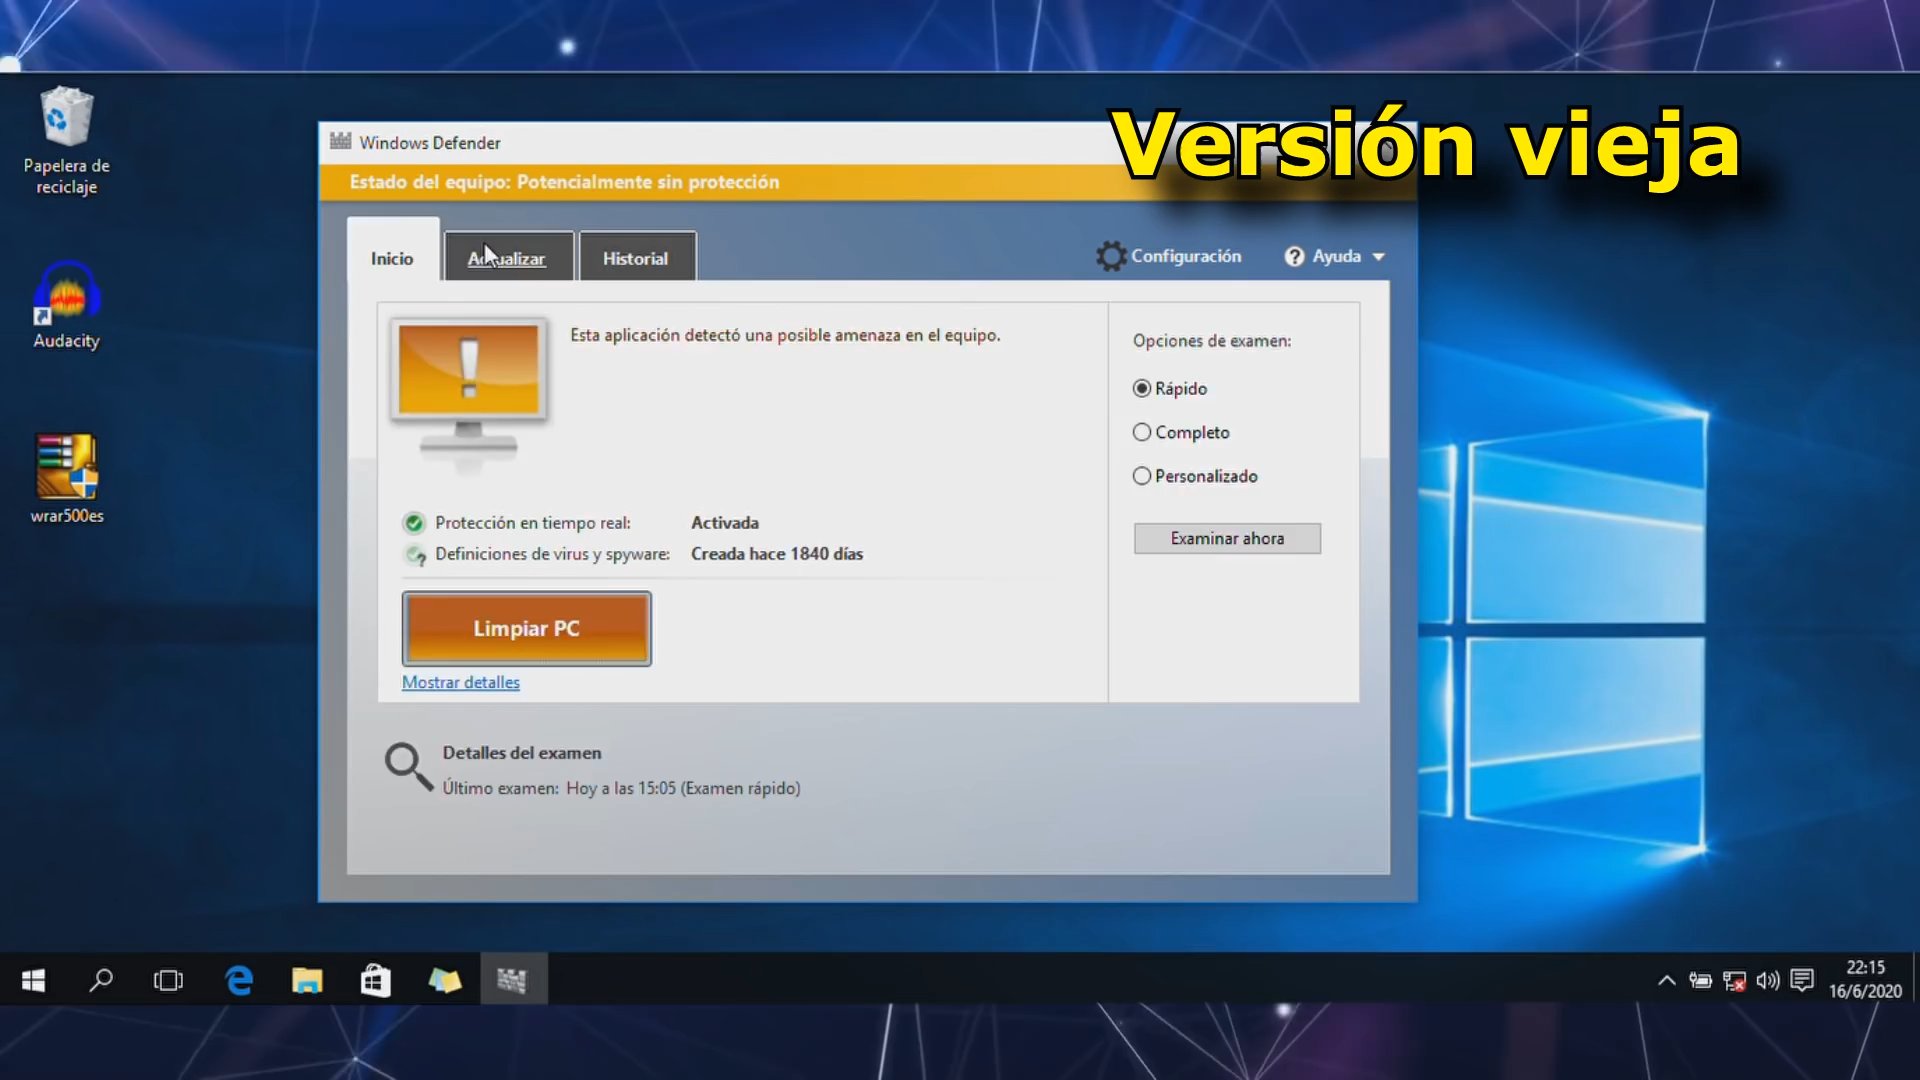 Versión vieja
Papelera de
reciclaje
Audacity
wrar500es
Windows Defender
Estado del equipo: Potencialmente sin protección
Inicio
Actualizar
Historial
Configuración
Ayuda
Esta aplicación detectó una posible amenaza en el equipo.
Protección en tiempo real: Activada
Definiciones de virus y spyware: Creada hace 1840 días
Limpiar PC
Mostrar detalles
Opciones de examen:
Rápido
Completo
Personalizado
Examinar ahora
Detalles del examen
Último examen: Hoy a las 15:05 (Examen rápido)
22:15
16/6/2020